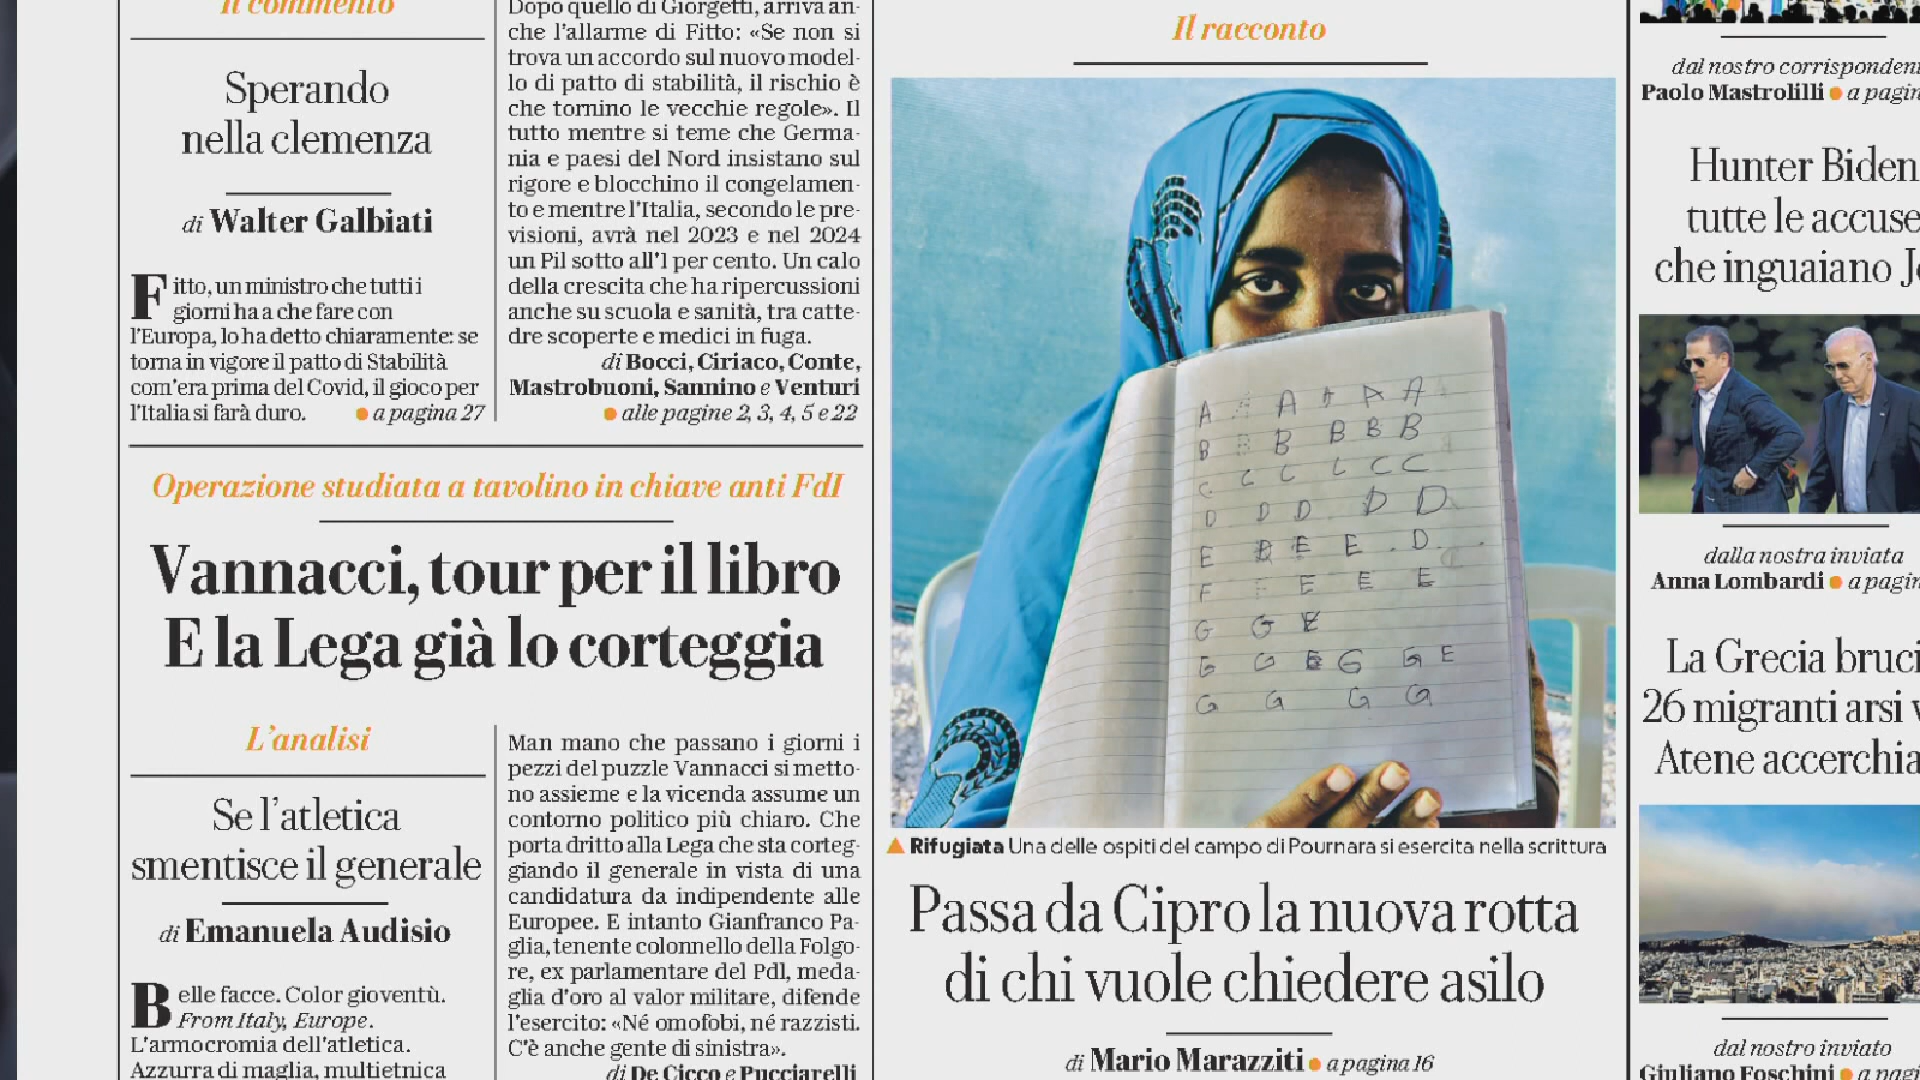 Il commento
Sperando
nella clemenza
di Walter Galbiati
Fitto, un ministro che tutti i
giorni ha a che fare con
l'Europa, lo ha detto chiaramente: se
torna in vigore il patto di Stabilità
com'era prima del Covid, il gioco per
l'Italia si farà duro. a pagina 27
Dopo quello di Giorgetti, arriva an-
che l'allarme di Fitto: «Se non si
trova un accordo sul nuovo model-
lo di patto di stabilità, il rischio è
che tornino le vecchie regole». Il
tutto mentre si teme che Germa-
nia e paesi del Nord insistano sul
rigore e blocchino il congelamen-
to e mentre l'Italia, secondo le pre-
visioni, avrà nel 2023 e nel 2024
un Pil sotto all'1 per cento. Un calo
della crescita che ha ripercussioni
anche su scuola e sanità, tra catte-
dre scoperte e medici in fuga.
di Bocci, Ciriaco, Conte,
Mastrobuoni, Sannino e Venturi
alle pagine 2, 3, 4, 5 e 22
Operazione studiata a tavolino in chiave anti FdI
Vannacci, tour per il libro
E la Lega già lo corteggia
L'analisi
Se l'atletica
smentisce il generale
di Emanuela Audisio
Belle facce. Color gioventù.
From Italy, Europe.
L'armocromia dell'atletica.
Azzurra di maglia, multietnica
Man mano che passano i giorni i
pezzi del puzzle Vannacci si metto-
no assieme e la vicenda assume un
contorno politico più chiaro. Che
porta dritto alla Lega che sta corteg-
giando il generale in vista di una
candidatura da indipendente alle
Europee. E intanto Gianfranco Pa-
glia, tenente colonnello della Folgo-
re, ex parlamentare del Pdl, meda-
glia d'oro al valor militare, difende
l'esercito: «Né omofobi, né razzisti.
C'è anche gente di sinistra».
di De Cicco e Pucciarelli
Il racconto
A A A A A A
B B B B B B
C C C C C C
D D D D D
E E E E D
F F E E E
G G E
G G E G G E
G G G G
Rifugiata Una delle ospiti del campo di Pournara si esercita nella scrittura
Passa da Cipro la nuova rotta
di chi vuole chiedere asilo
di Mario Marazziti a pagina 16
dal nostro corrispondent
Paolo Mastrolilli a pagin
Hunter Biden
tutte le accuse
che inguaiano J
dalla nostra inviata
Anna Lombardi a pagin
La Grecia bruci
26 migranti arsi v
Atene accerchia
dal nostro inviato
Giuliano Foschini a pagi